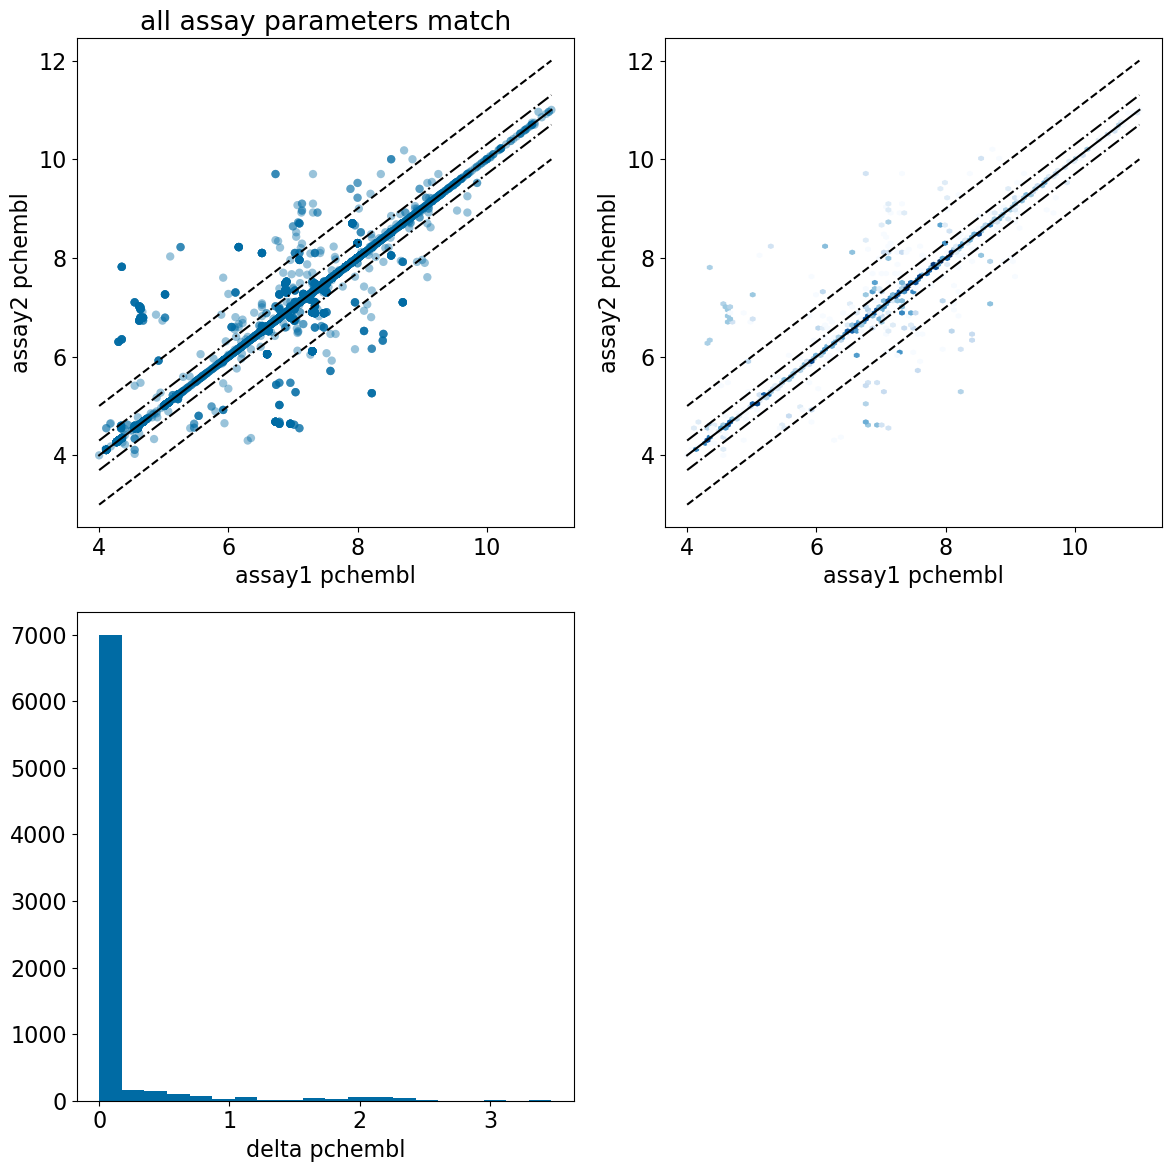 all assay parameters match
12
10
8
6
4
assay2 pchembl
4 6 8 10
assay1 pchembl
12
10
8
6
4
assay2 pchembl
4 6 8 10
assay1 pchembl
7000
6000
5000
4000
3000
2000
1000
0
0 1 2 3
delta pchembl